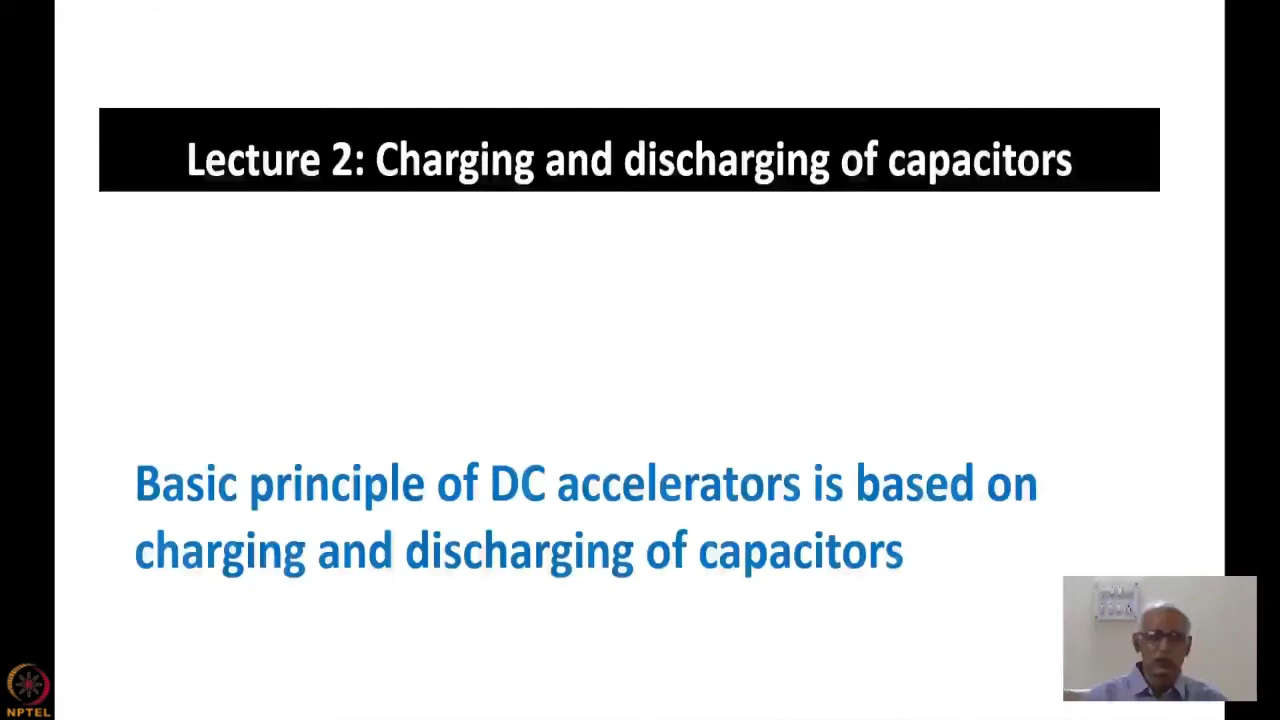 Lecture 2: Charging and discharging of capacitors
Basic principle of DC accelerators is based on
charging and discharging of capacitors
NPTEL